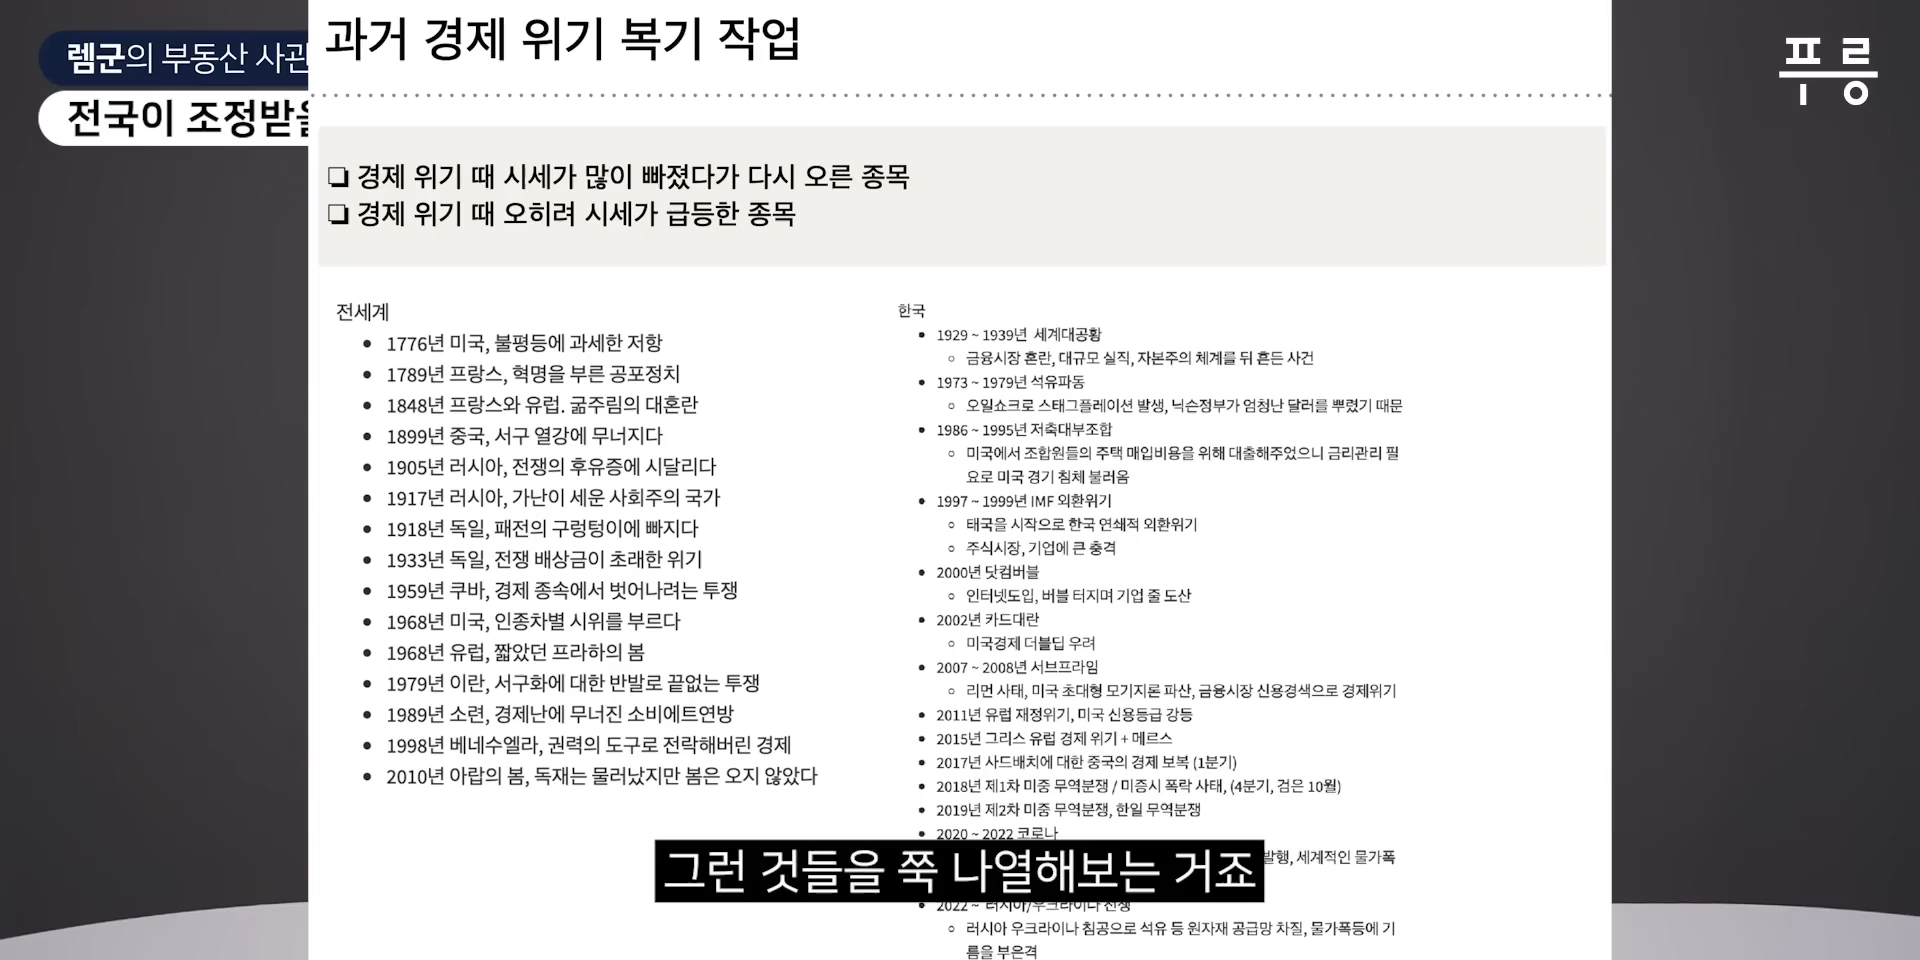 렘군의 부동산 사관
전국이 조정받을
푸릉
과거 경제 위기 복기 작업
❏ 경제 위기 때 시세가 많이 빠졌다가 다시 오른 종목
❏ 경제 위기 때 오히려 시세가 급등한 종목
전세계
• 1776년 미국, 불평등에 과세한 저항
• 1789년 프랑스, 혁명을 부른 공포정치
• 1848년 프랑스와 유럽. 굶주림의 대혼란
• 1899년 중국, 서구 열강에 무너지다
• 1905년 러시아, 전쟁의 후유증에 시달리다
• 1917년 러시아, 가난이 세운 사회주의 국가
• 1918년 독일, 패전의 구렁텅이에 빠지다
• 1933년 독일, 전쟁 배상금이 초래한 위기
• 1959년 쿠바, 경제 종속에서 벗어나려는 투쟁
• 1968년 미국, 인종차별 시위를 부르다
• 1968년 유럽, 짧았던 프라하의 봄
• 1979년 이란, 서구화에 대한 반발로 끝없는 투쟁
• 1989년 소련, 경제난에 무너진 소비에트연방
• 1998년 베네수엘라, 권력의 도구로 전락해버린 경제
• 2010년 아랍의 봄, 독재는 물러났지만 봄은 오지 않았다
한국
• 1929 ~ 1939년 세계대공황
○ 금융시장 혼란, 대규모 실직, 자본주의 체계를 뒤 흔든 사건
• 1973 ~ 1979년 석유파동
○ 오일쇼크로 스태그플레이션 발생, 닉슨정부가 엄청난 달러를 뿌렸기 때문
• 1986 ~ 1995년 저축대부조합
○ 미국에서 조합원들의 주택 매입비용을 위해 대출해주었으니 금리관리 필
요로 미국 경기 침체 불러옴
• 1997 ~ 1999년 IMF 외환위기
○ 태국을 시작으로 한국 연쇄적 외환위기
○ 주식시장, 기업에 큰 충격
• 2000년 닷컴버블
○ 인터넷도입, 버블 터지며 기업 줄 도산
• 2002년 카드대란
○ 미국경제 더블딥 우려
• 2007 ~ 2008년 서브프라임
○ 리먼 사태, 미국 초대형 모기지론 파산, 금융시장 신용경색으로 경제위기
• 2011년 유럽 재정위기, 미국 신용등급 강등
• 2015년 그리스 유럽 경제 위기 + 메르스
• 2017년 사드배치에 대한 중국의 경제 보복 (1분기)
• 2018년 제1차 미중 무역분쟁 / 미증시 폭락 사태, (4분기, 검은 10월)
• 2019년 제2차 미중 무역분쟁, 한일 무역분쟁
• 2020 ~ 2022 코로나
발행, 세계적인 물가폭
그런 것들을 쭉 나열해보는 거죠
• 2022 ~ 러시아/우크라이나 전쟁
○ 러시아 우크라이나 침공으로 석유 등 원자재 공급망 차질, 물가폭등에 기
름을 부은격